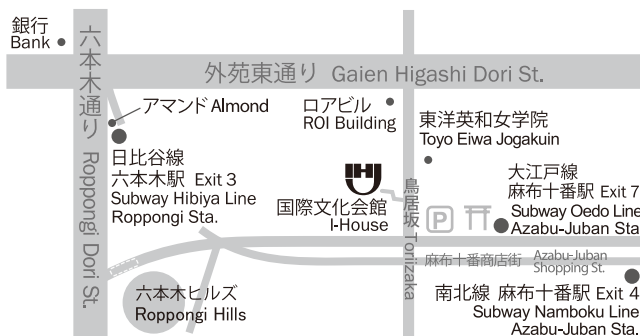 銀行
Bank
六本木通り Roppongi Dori St.
外苑東通り Gaien Higashi Dori St.
アマンド Almond
ロアビル
ROI Building
東洋英和女学院
Toyo Eiwa Jogakuin
日比谷線
六本木駅 Exit 3
Subway Hibiya Line
Roppongi Sta.
IHJ
国際文化会館
I-House
鳥居坂 Toriizaka
P
大江戸線
麻布十番駅 Exit 7
Subway Oedo Line
Azabu-Juban Sta
麻布十番商店街 Azabu-Juban
Shopping St.
六本木ヒルズ
Roppongi Hills
南北線 麻布十番駅 Exit 4
Subway Namboku Line
Azabu-Juban Sta.